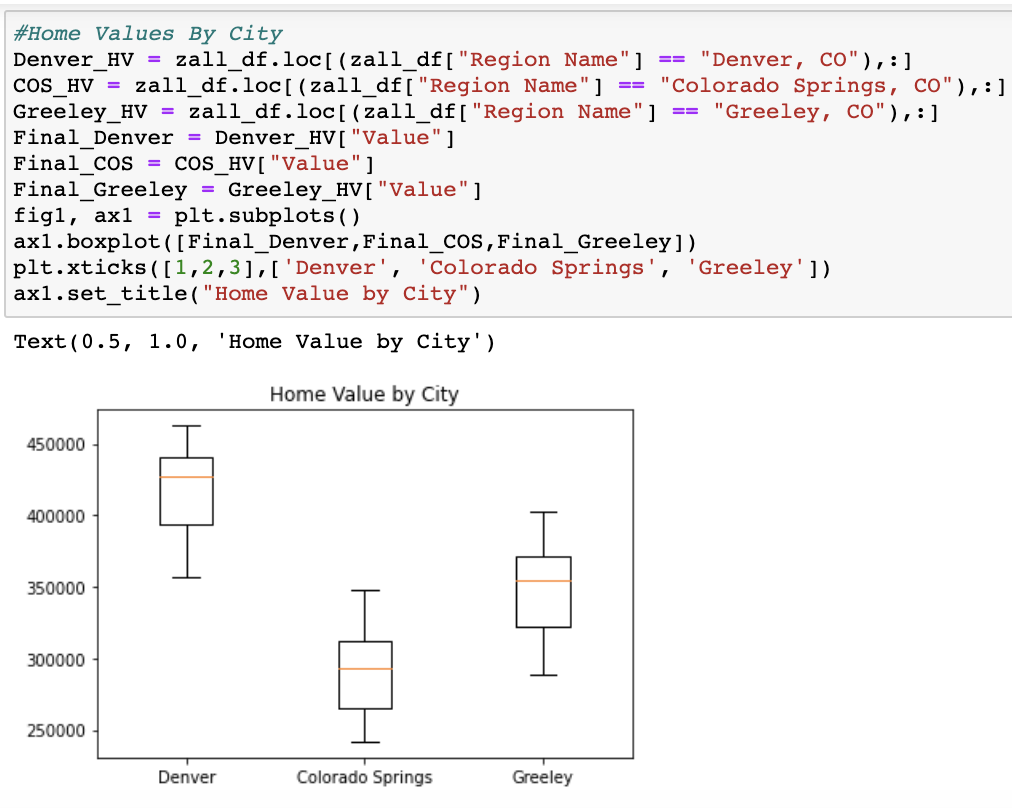 #Home Values By City
Denver_HV = zall_df.loc[(zall_df["Region Name"] == "Denver, CO"),:]
COS_HV = zall_df.loc[(zall_df["Region Name"] == "Colorado Springs, CO"),:]
Greeley_HV = zall_df.loc[(zall_df["Region Name"] == "Greeley, CO"),:]
Final_Denver = Denver_HV["Value"]
Final_COS = COS_HV["Value"]
Final_Greeley = Greeley_HV["Value"]
fig1, ax1 = plt.subplots()
ax1.boxplot([Final_Denver,Final_COS,Final_Greeley])
plt.xticks([1,2,3],['Denver', 'Colorado Springs', 'Greeley'])
ax1.set_title("Home Value by City")
Text(0.5, 1.0, 'Home Value by City')
Home Value by City
450000
400000
350000
300000
250000
Denver Colorado Springs Greeley